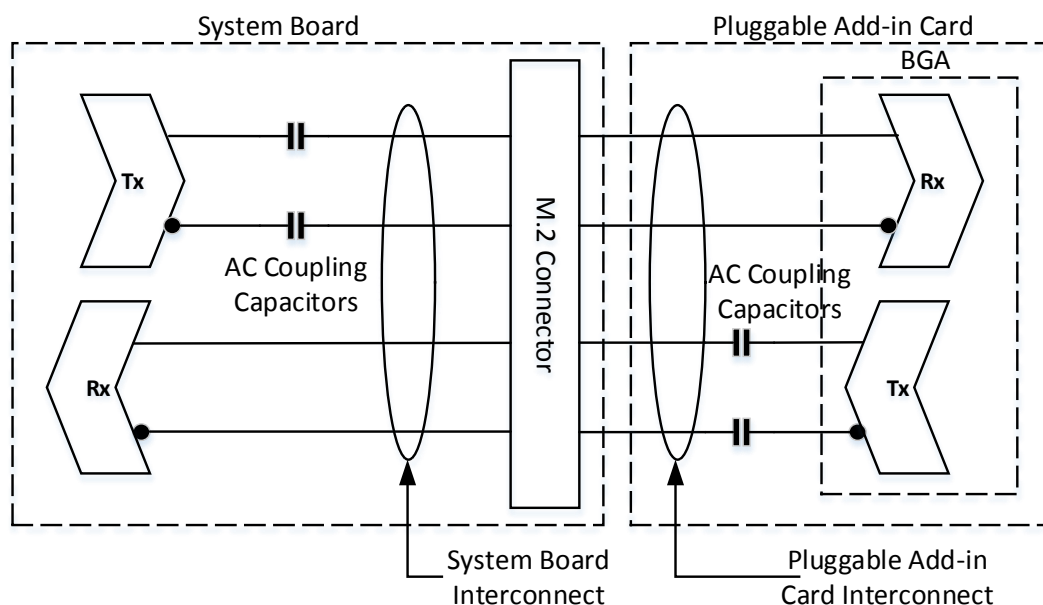 System Board
Pluggable Add-in Card
BGA
Tx
Rx
M.2 Connector
AC Coupling
Capacitors
AC Coupling
Capacitors
Rx
Tx
System Board
Interconnect
Pluggable Add-in
Card Interconnect